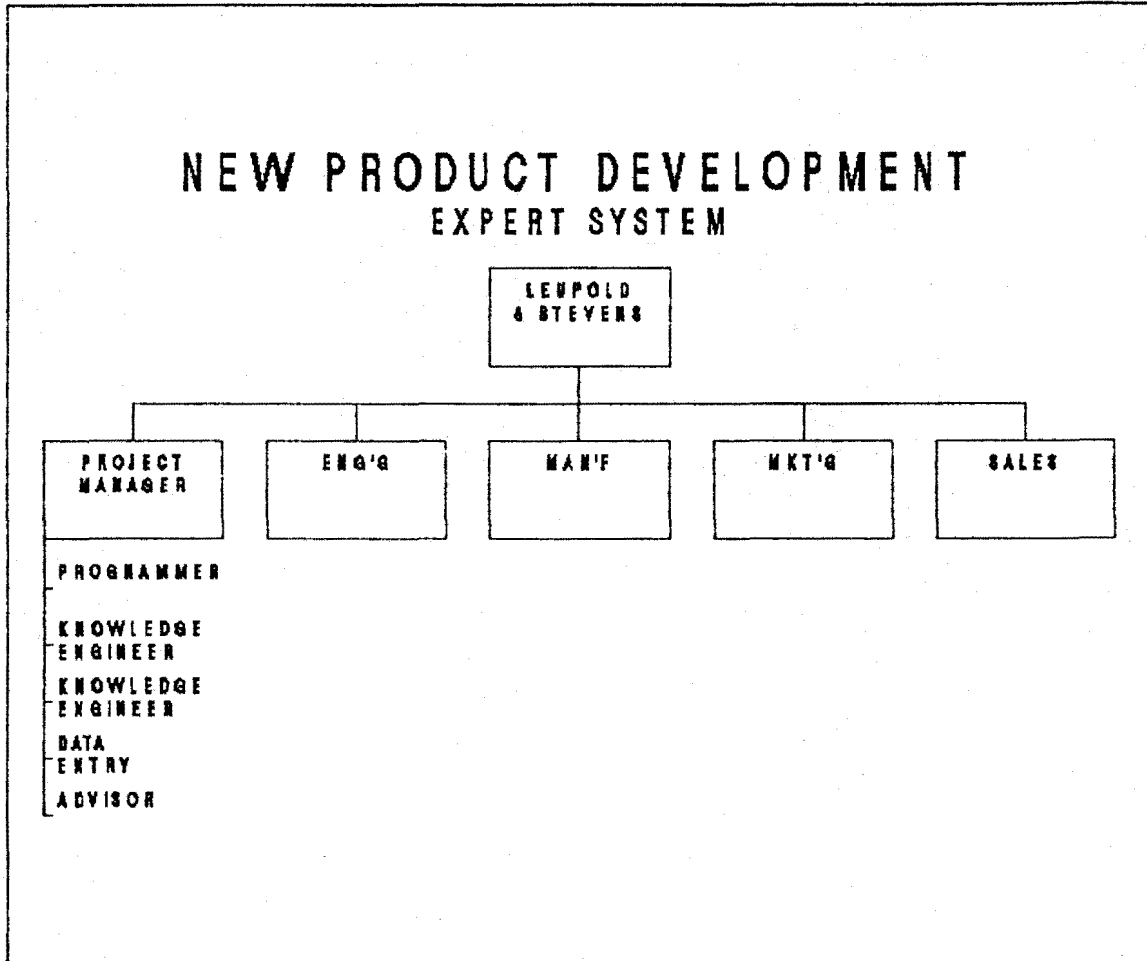 NEW PRODUCT DEVELOPMENT
EXPERT SYSTEM
LEUPOLD
& STEVENS
PROJECT
MANAGER
ENG'G
MAN'F
MKT'G
SALES
PROGRAMMER
KNOWLEDGE
ENGINEER
KNOWLEDGE
ENGINEER
DATA
ENTRY
ADVISOR